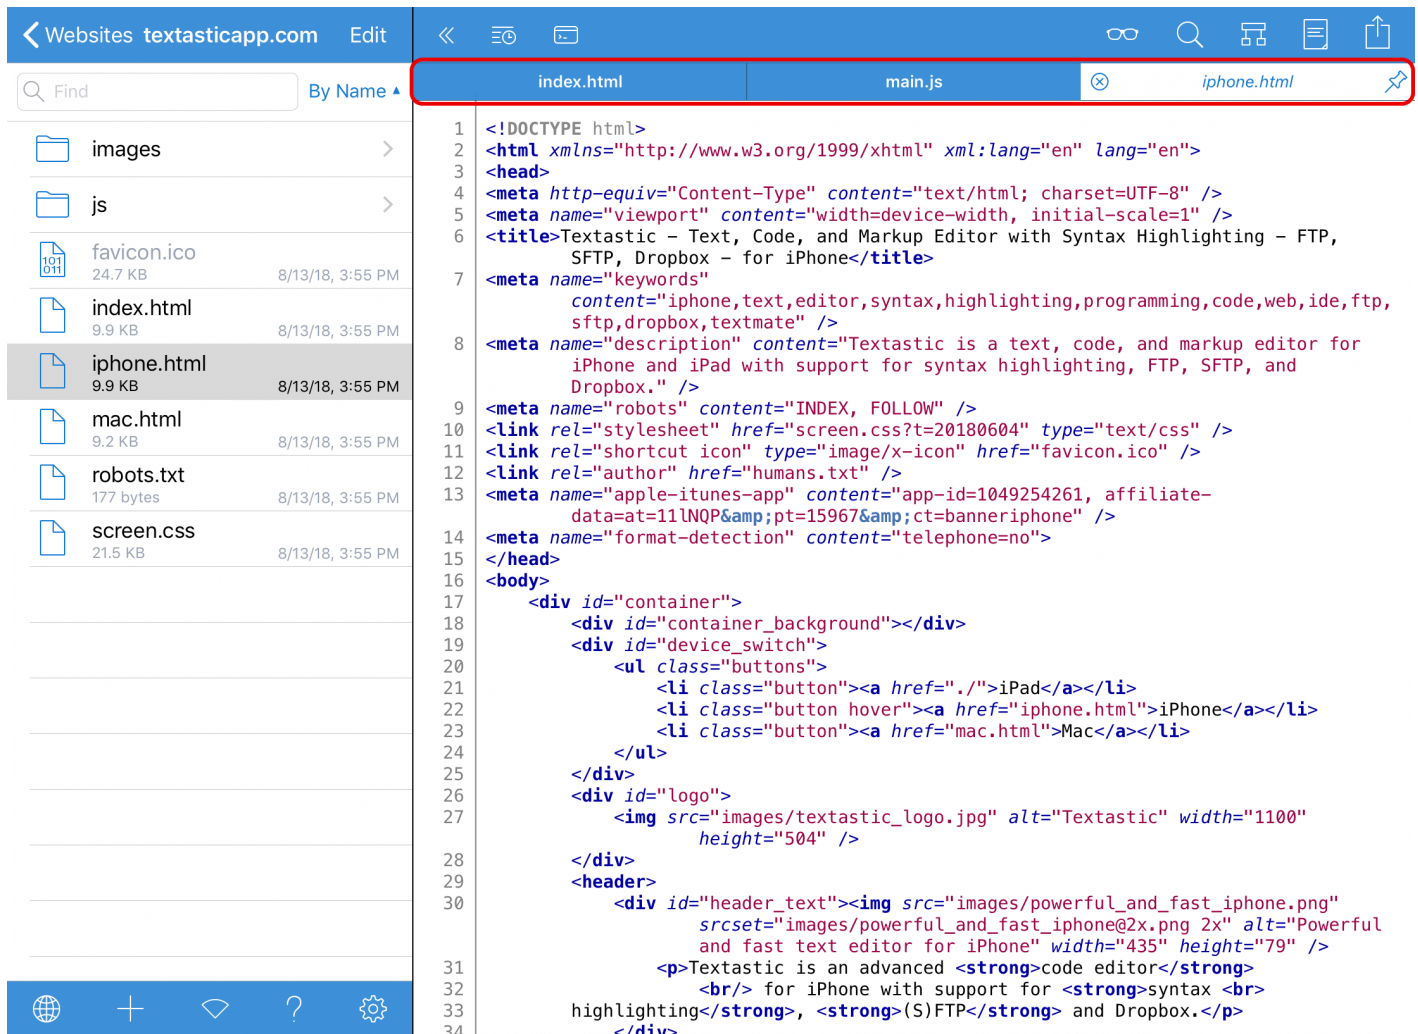 Websites textasticapp.com Edit
Find By Name
images
js
favicon.ico
24.7 KB 8/13/18, 3:55 PM
index.html
9.9 KB 8/13/18, 3:55 PM
iphone.html
9.9 KB 8/13/18, 3:55 PM
mac.html
9.2 KB 8/13/18, 3:55 PM
robots.txt
177 bytes 8/13/18, 3:55 PM
screen.css
21.5 KB 8/13/18, 3:55 PM
index.html main.js iphone.html
1 <!DOCTYPE html>
2 <html xmlns="http://www.w3.org/1999/xhtml" xml:lang="en" lang="en">
3 <head>
4 <meta http-equiv="Content-Type" content="text/html; charset=UTF-8" />
5 <meta name="viewport" content="width=device-width, initial-scale=1" />
6 <title>Textastic - Text, Code, and Markup Editor with Syntax Highlighting - FTP,
SFTP, Dropbox - for iPhone</title>
7 <meta name="keywords"
content="iphone,text,editor,syntax,highlighting,programming,code,web,ide,ftp,
sftp,dropbox,textmate" />
8 <meta name="description" content="Textastic is a text, code, and markup editor for
iPhone and iPad with support for syntax highlighting, FTP, SFTP, and
Dropbox." />
9 <meta name="robots" content="INDEX, FOLLOW" />
10 <link rel="stylesheet" href="screen.css?t=20180604" type="text/css" />
11 <link rel="shortcut icon" type="image/x-icon" href="favicon.ico" />
12 <link rel="author" href="humans.txt" />
13 <meta name="apple-itunes-app" content="app-id=1049254261, affiliate-
data=at=11lNQP&amp;pt=15967&amp;ct=banneriphone" />
14 <meta name="format-detection" content="telephone=no">
15 </head>
16 <body>
17 <div id="container">
18 <div id="container_background"></div>
19 <div id="device_switch">
20 <ul class="buttons">
21 <li class="button"><a href="./">iPad</a></li>
22 <li class="button hover"><a href="iphone.html">iPhone</a></li>
23 <li class="button"><a href="mac.html">Mac</a></li>
24 </ul>
25 </div>
26 <div id="logo">
27 <img src="images/textastic_logo.jpg" alt="Textastic" width="1100"
height="504" />
28 </div>
29 <header>
30 <div id="header_text"><img src="images/powerful_and_fast_iphone.png"
srcset="images/powerful_and_fast_iphone@2x.png 2x" alt="Powerful
and fast text editor for iPhone" width="435" height="79" />
31 <p>Textastic is an advanced <strong>code editor</strong>
32 <br/> for iPhone with support for <strong>syntax <br>
33 highlighting</strong>, <strong>(S)FTP</strong> and Dropbox.</p>
34 </div>